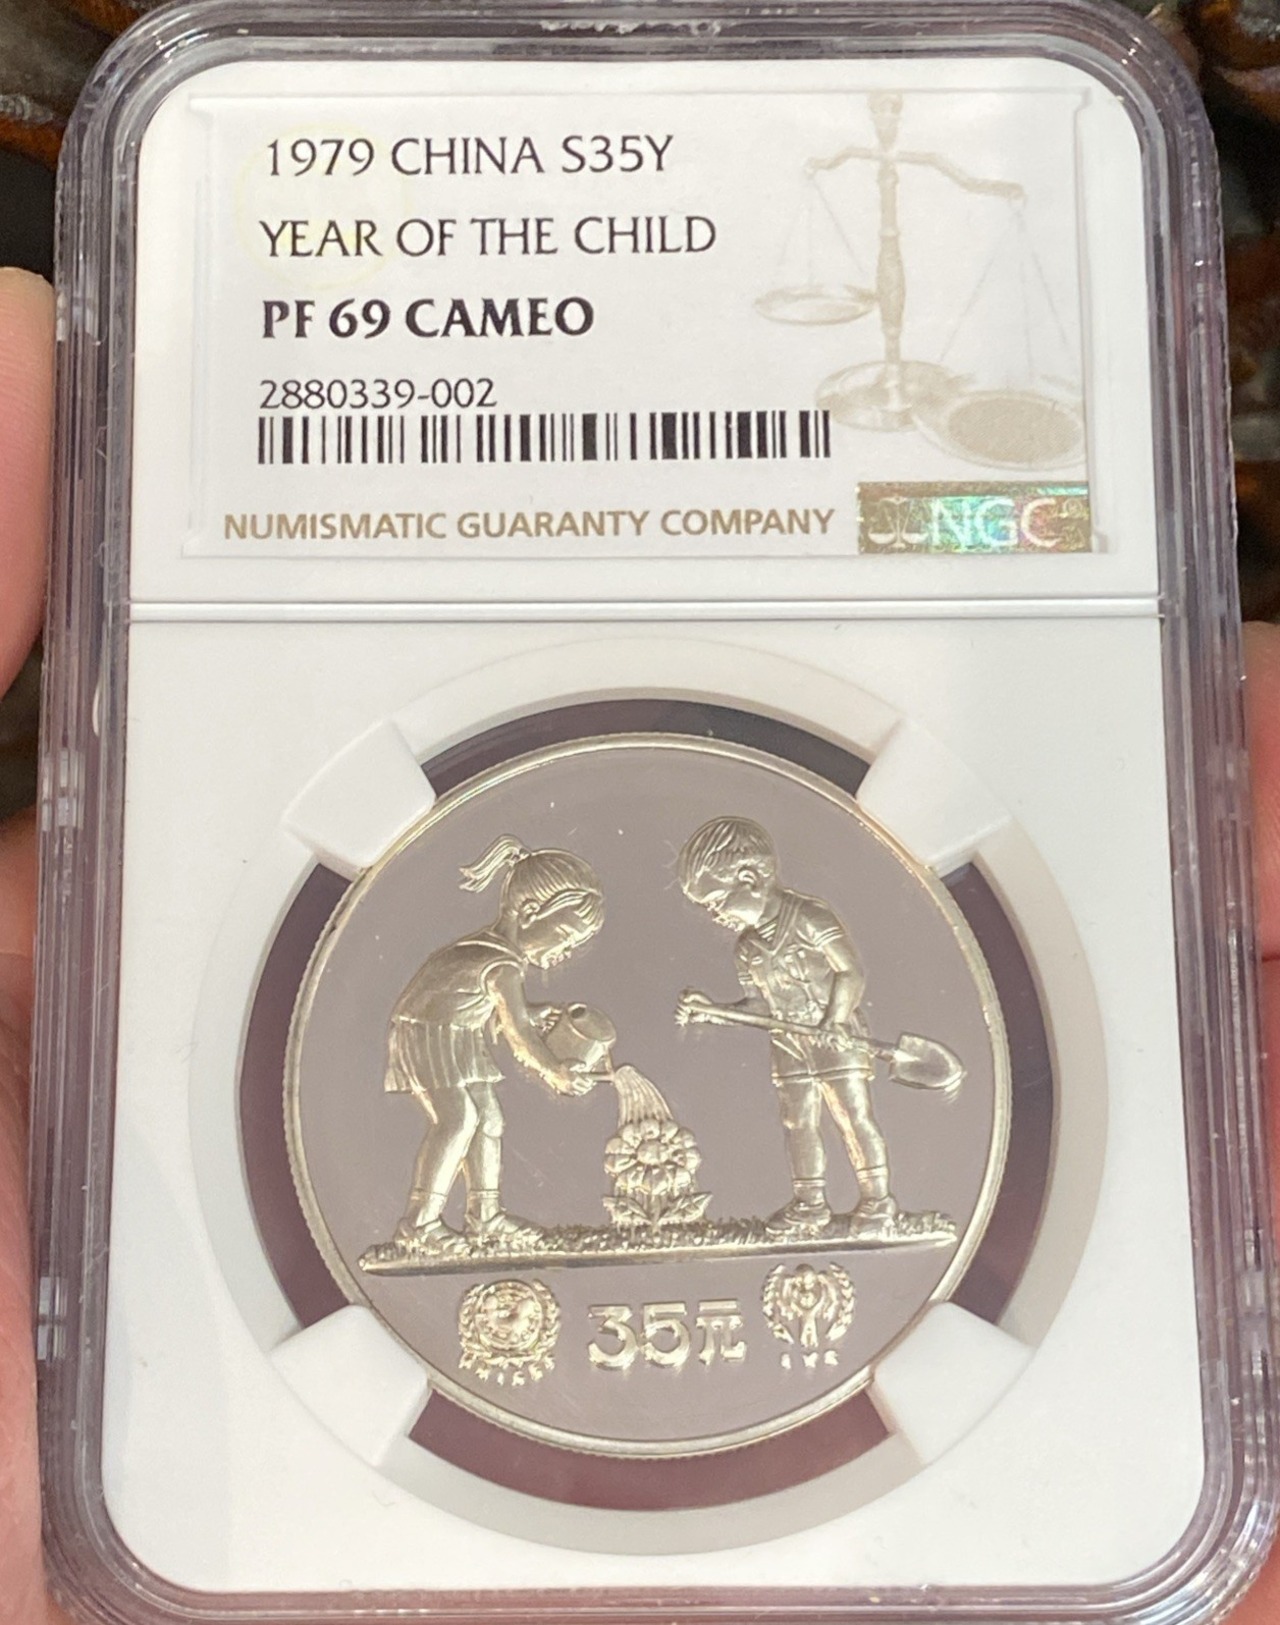 1979 CHINA S35Y
YEAR OF THE CHILD
PF 69 CAMEO
2880339-002
NUMISMATIC GUARANTY COMPANY
NGC
35元